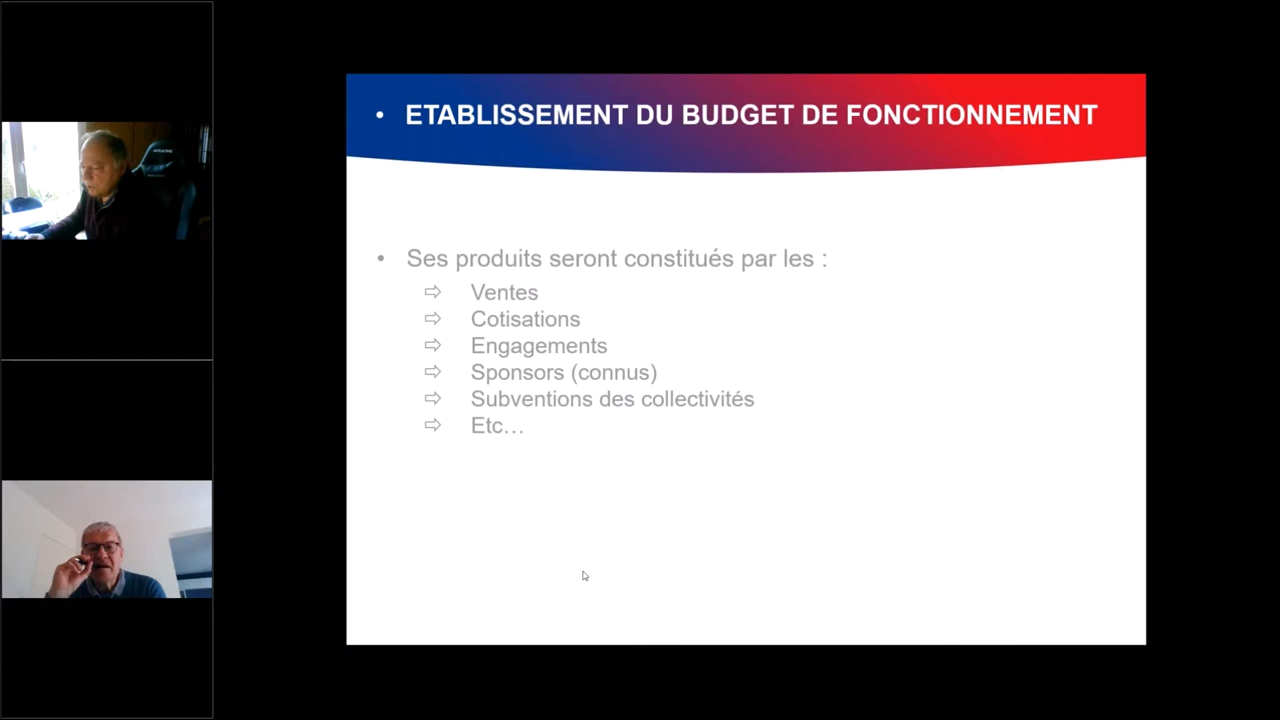 • ETABLISSEMENT DU BUDGET DE FONCTIONNEMENT
• Ses produits seront constitués par les :
⇨ Ventes
⇨ Cotisations
⇨ Engagements
⇨ Sponsors (connus)
⇨ Subventions des collectivités
⇨ Etc…